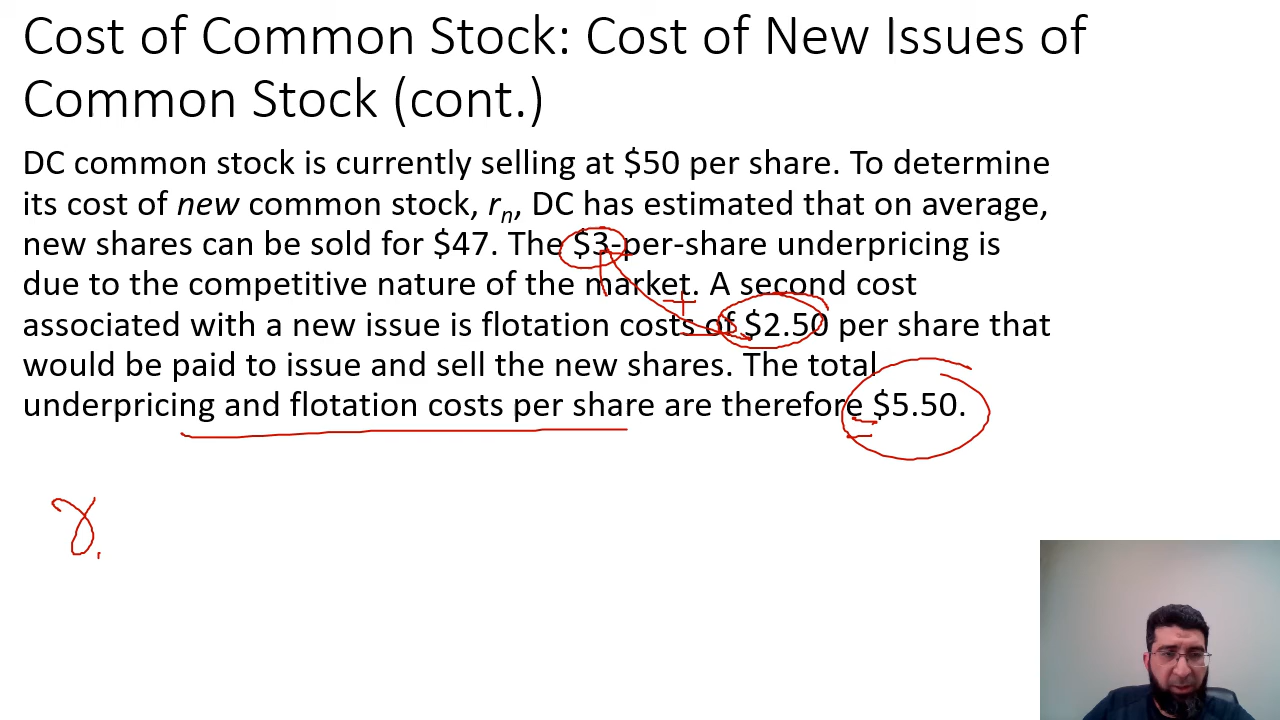 Cost of Common Stock: Cost of New Issues of
Common Stock (cont.)
DC common stock is currently selling at $50 per share. To determine
its cost of new common stock, rn, DC has estimated that on average,
new shares can be sold for $47. The $3-per-share underpricing is
due to the competitive nature of the market. A second cost
associated with a new issue is flotation costs of $2.50 per share that
would be paid to issue and sell the new shares. The total
underpricing and flotation costs per share are therefore $5.50.